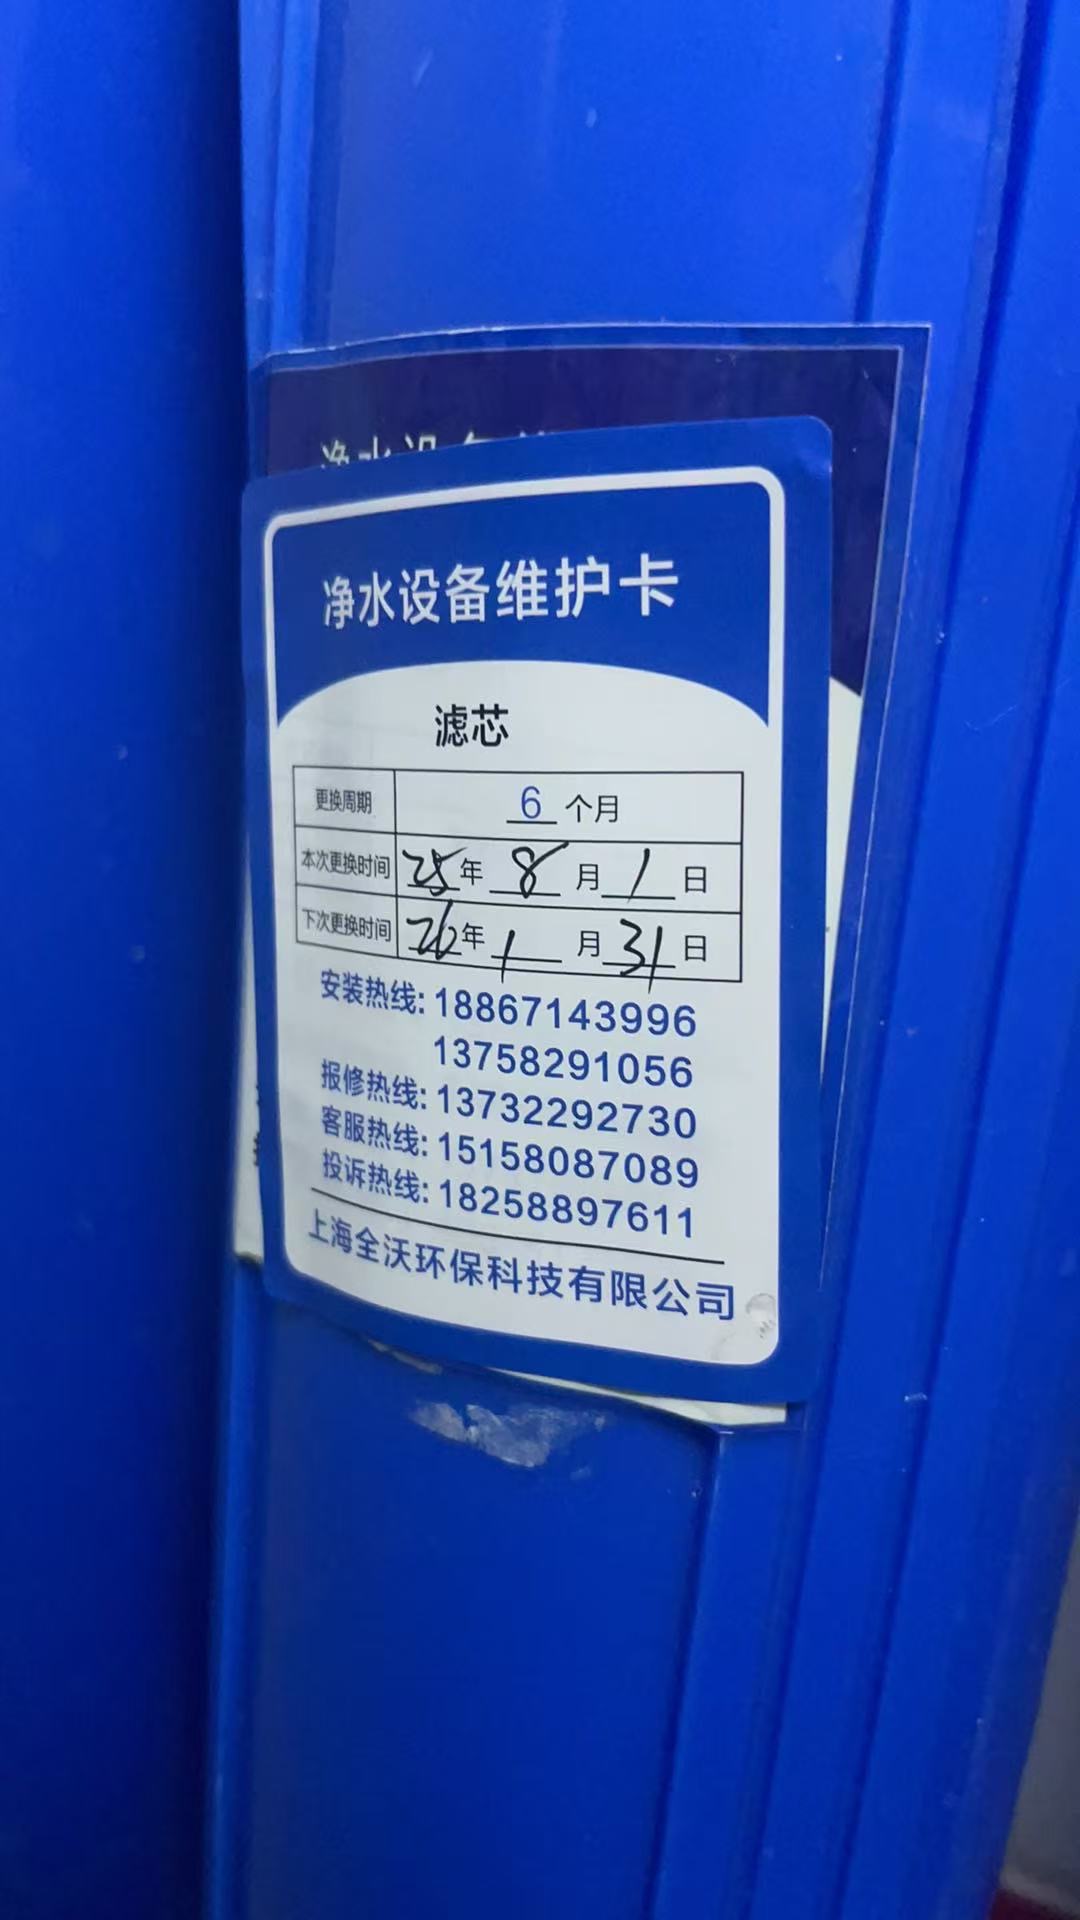 净水设备维护卡
滤芯
更换周期 6 个月
本次更换时间 25年 8 月 1 日
下次更换时间 26年 1 月 31 日
安装热线: 18867143996
13758291056
报修热线: 13732292730
客服热线: 15158087089
投诉热线: 18258897611
上海全沃环保科技有限公司